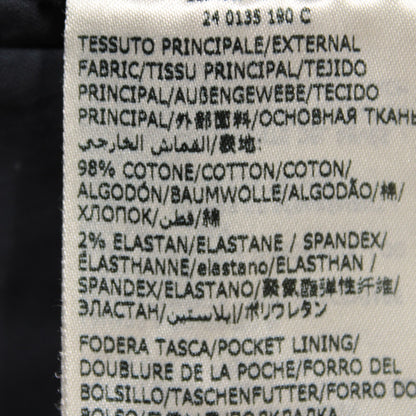 24 0135 180 C
TESSUTO PRINCIPALE/EXTERNAL
FABRIC/TISSU PRINCIPAL/TEJIDO
PRINCIPAL/AUßENGEWEBE/TECIDO
PRINCIPAL/外部面料/ОСНОВНАЯ ТКАНЬ
القماش الخارجي/表地:
98% COTONE/COTTON/COTON/
ALGODÓN/BAUMWOLLE/ALGODÃO/棉/
ХЛОПОК/قطن/綿
2% ELASTAN/ELASTANE / SPANDEX/
ÉLASTHANNE/elastano/ELASTHAN /
SPANDEX/ELASTANO/聚氨酯弹性纤维/
ЭЛАСТАН/إيلاستين/ポリウレタン
FODERA TASCA/POCKET LINING/
DOUBLURE DE LA POCHE/FORRO DEL
BOLSILLO/TASCHENFUTTER/FORRO DO